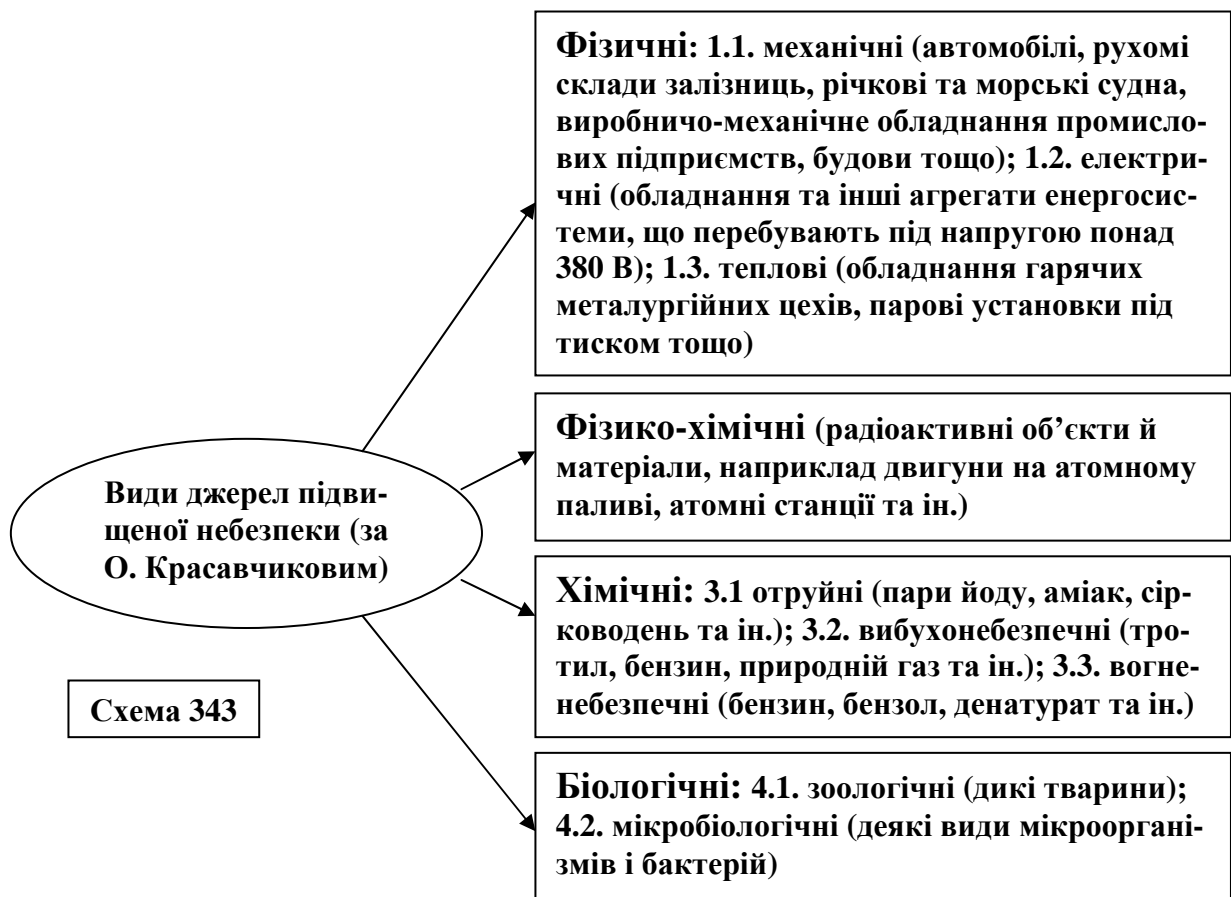 Фізичні: 1.1. механічні (автомобілі, рухомі
склади залізниць, річкові та морські судна,
виробничо-механічне обладнання промисло-
вих підприємств, будови тощо); 1.2. електри-
чні (обладнання та інші агрегати енергосис-
теми, що перебувають під напругою понад
380 В); 1.3. теплові (обладнання гарячих
металургійних цехів, парові установки під
тиском тощо)
Фізико-хімічні (радіоактивні об’єкти й
матеріали, наприклад двигуни на атомному
паливі, атомні станції та ін.)
Види джерел підви-
щеної небезпеки (за
О. Красавчиковим)
Хімічні: 3.1 отруйні (пари йоду, аміак, сір-
ководень та ін.); 3.2. вибухонебезпечні (тро-
тил, бензин, природній газ та ін.); 3.3. вогне-
небезпечні (бензин, бензол, денатурат та ін.)
Схема 343
Біологічні: 4.1. зоологічні (дикі тварини);
4.2. мікробіологічні (деякі види мікрооргані-
змів і бактерій)